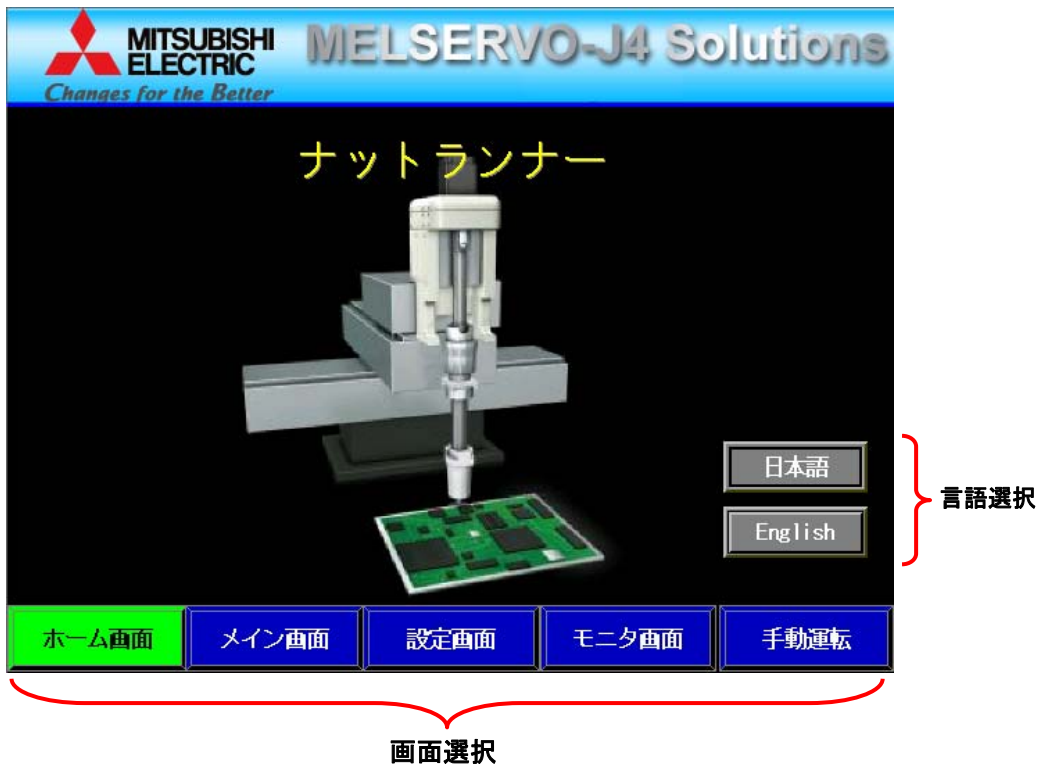 MITSUBISHI
ELECTRIC
Changes for the Better
MELSERVO-J4 Solutions
ナットランナー
日本語
English
言語選択
ホーム画面
メイン画面
設定画面
モニタ画面
手動運転
画面選択